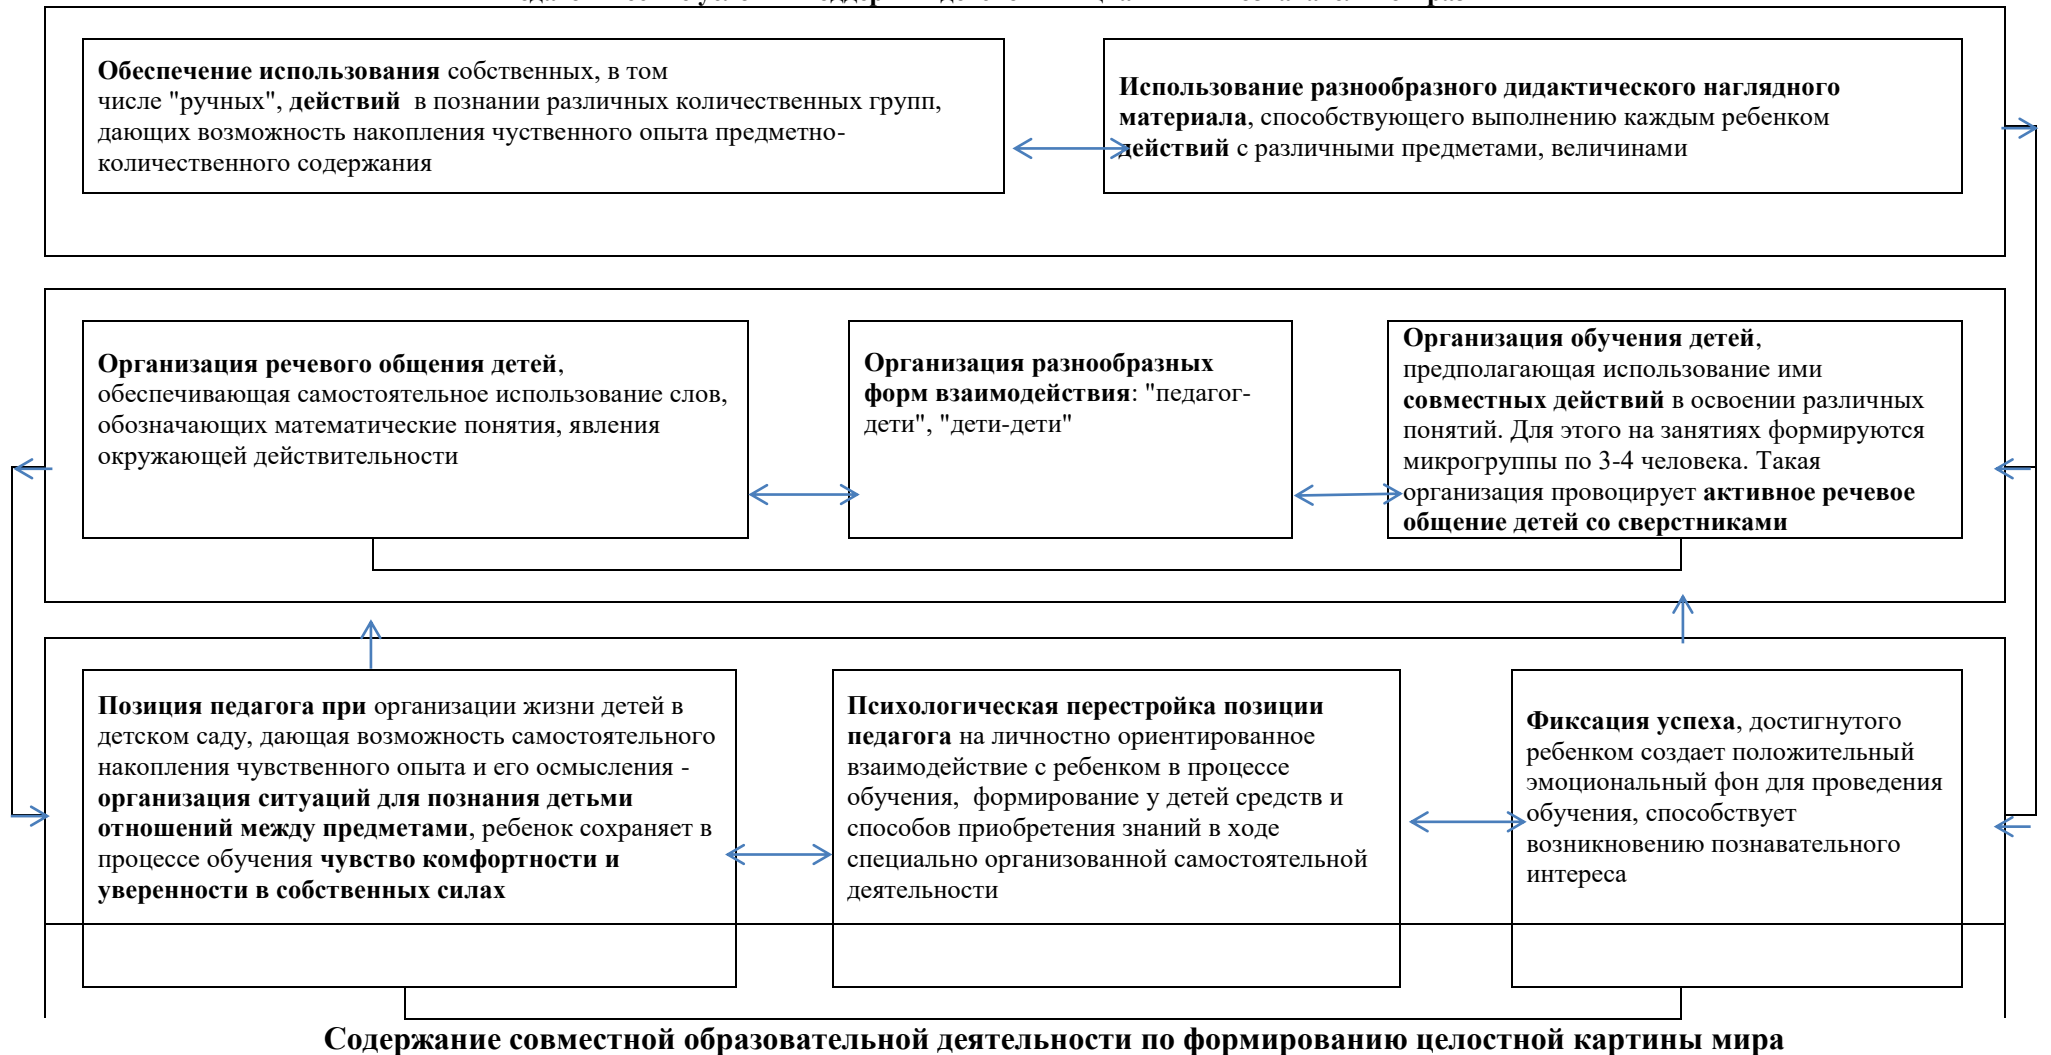 Обеспечение использования собственных, в том
числе "ручных", действий в познании различных количественных групп,
дающих возможность накопления чуственного опыта предметно-
количественного содержания
Использование разнообразного дидактического наглядного
материала, способствующего выполнению каждым ребенком
действий с различными предметами, величинами
Организация речевого общения детей,
обеспечивающая самостоятельное использование слов,
обозначающих математические понятия, явления
окружающей действительности
Организация разнообразных
форм взаимодействия: "педагог-
дети", "дети-дети"
Организация обучения детей,
предполагающая использование ими
совместных действий в освоении различных
понятий. Для этого на занятиях формируются
микрогруппы по 3-4 человека. Такая
организация провоцирует активное речевое
общение детей со сверстниками
Позиция педагога при организации жизни детей в
детском саду, дающая возможность самостоятельного
накопления чувственного опыта и его осмысления -
организация ситуаций для познания детьми
отношений между предметами, ребенок сохраняет в
процессе обучения чувство комфортности и
уверенности в собственных силах
Психологическая перестройка позиции
педагога на личностно ориентированное
взаимодействие с ребенком в процессе
обучения, формирование у детей средств и
способов приобретения знаний в ходе
специально организованной самостоятельной
деятельности
Фиксация успеха, достигнутого
ребенком создает положительный
эмоциональный фон для проведения
обучения, способствует
возникновению познавательного
интереса
Содержание совместной образовательной деятельности по формированию целостной картины мира